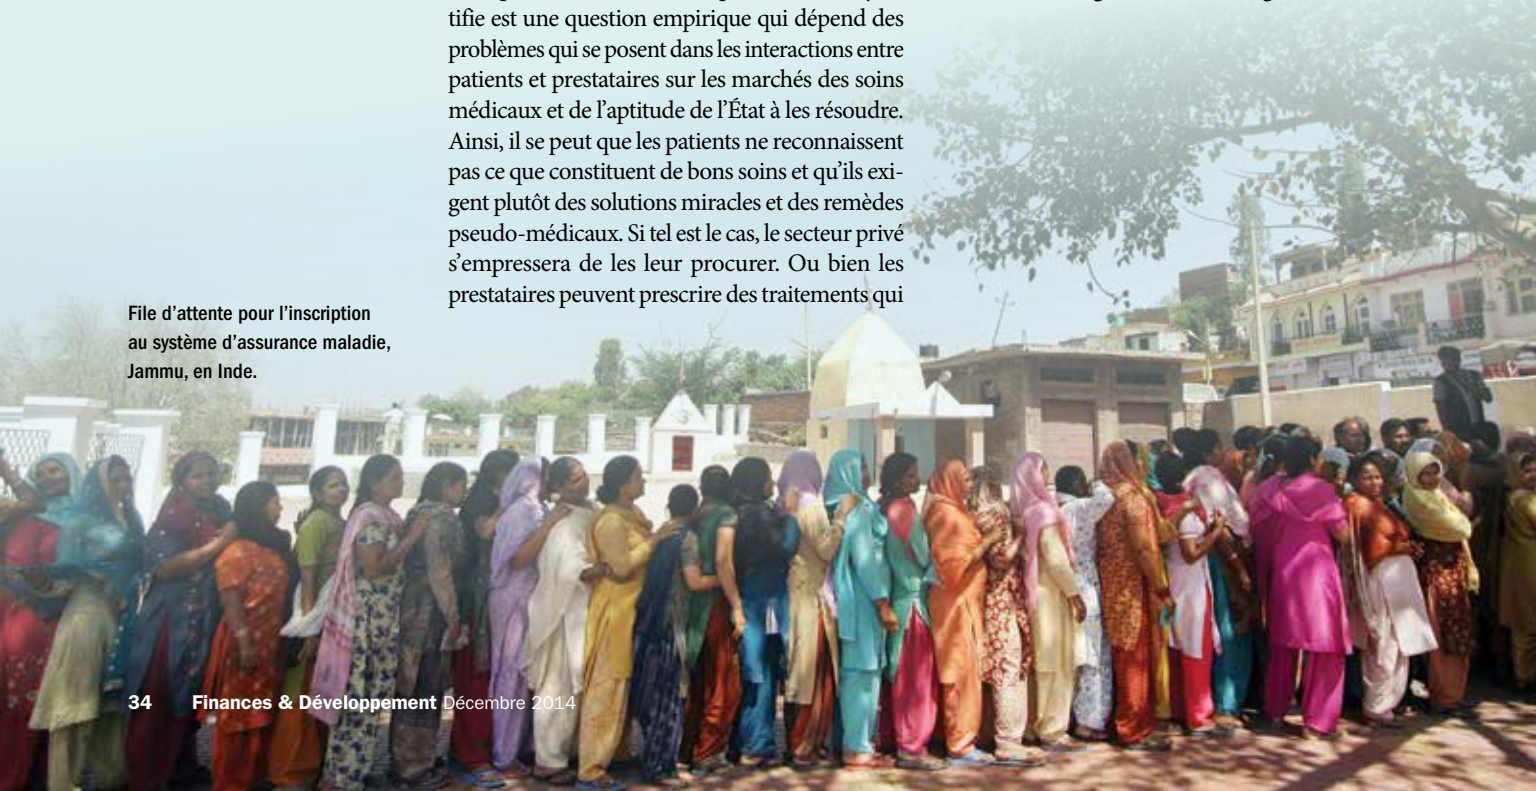 tifie est une question empirique qui dépend des
problèmes qui se posent dans les interactions entre
patients et prestataires sur les marchés des soins
médicaux et de l’aptitude de l’État à les résoudre.
Ainsi, il se peut que les patients ne reconnaissent
pas ce que constituent de bons soins et qu’ils exi-
gent plutôt des solutions miracles et des remèdes
pseudo-médicaux. Si tel est le cas, le secteur privé
s’empressera de les leur procurer. Ou bien les
prestataires peuvent prescrire des traitements qui
File d’attente pour l’inscription
au système d’assurance maladie,
Jammu, en Inde.
34 Finances & Développement Décembre 2014